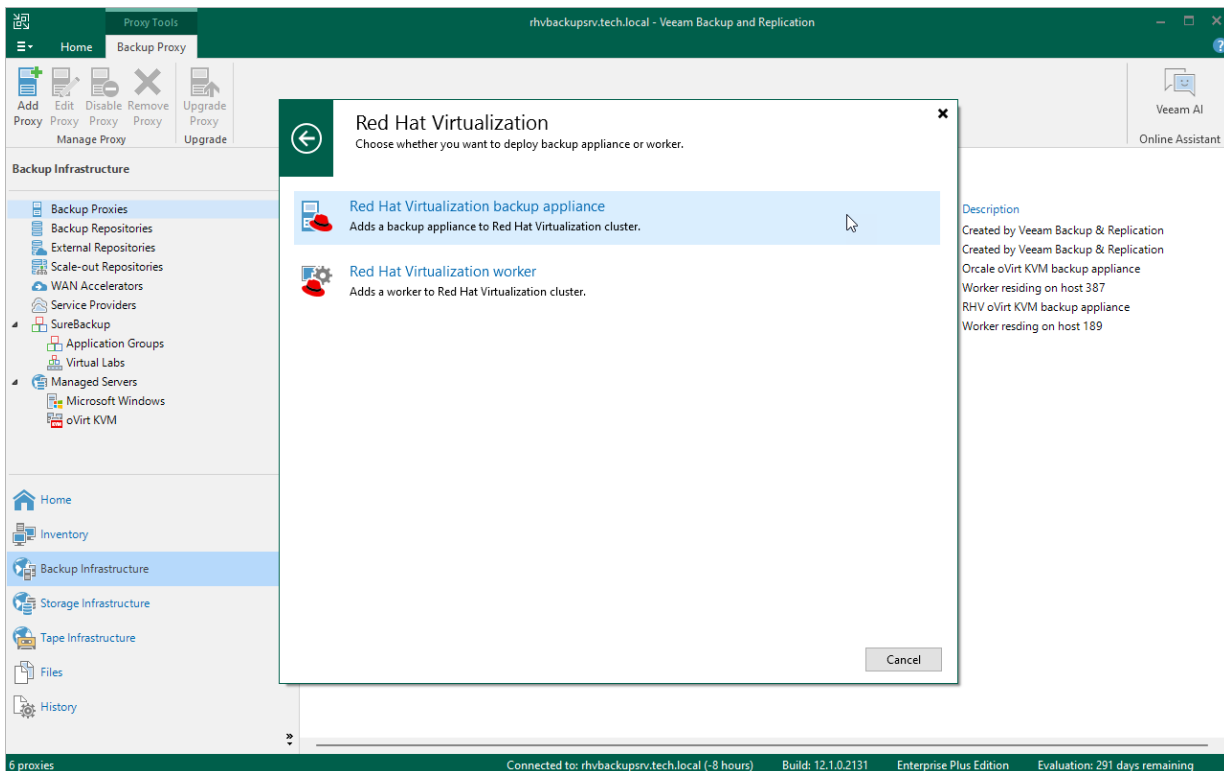 Proxy Tools
rhvbackupsrv.tech.local - Veeam Backup and Replication
Home
Backup Proxy
Add Proxy
Edit Proxy
Disable Proxy
Remove Proxy
Manage Proxy
Upgrade Proxy
Upgrade
Veeam AI
Online Assistant
Backup Infrastructure
Backup Proxies
Backup Repositories
External Repositories
Scale-out Repositories
WAN Accelerators
Service Providers
SureBackup
Application Groups
Virtual Labs
Managed Servers
Microsoft Windows
oVirt KVM
Home
Inventory
Backup Infrastructure
Storage Infrastructure
Tape Infrastructure
Files
History
Red Hat Virtualization
Choose whether you want to deploy backup appliance or worker.
Red Hat Virtualization backup appliance
Adds a backup appliance to Red Hat Virtualization cluster.
Red Hat Virtualization worker
Adds a worker to Red Hat Virtualization cluster.
Cancel
Description
Created by Veeam Backup & Replication
Created by Veeam Backup & Replication
Orcale oVirt KVM backup appliance
Worker residing on host 387
RHV oVirt KVM backup appliance
Worker resding on host 189
6 proxies
Connected to: rhvbackupsrv.tech.local (-8 hours)
Build: 12.1.0.2131
Enterprise Plus Edition
Evaluation: 291 days remaining